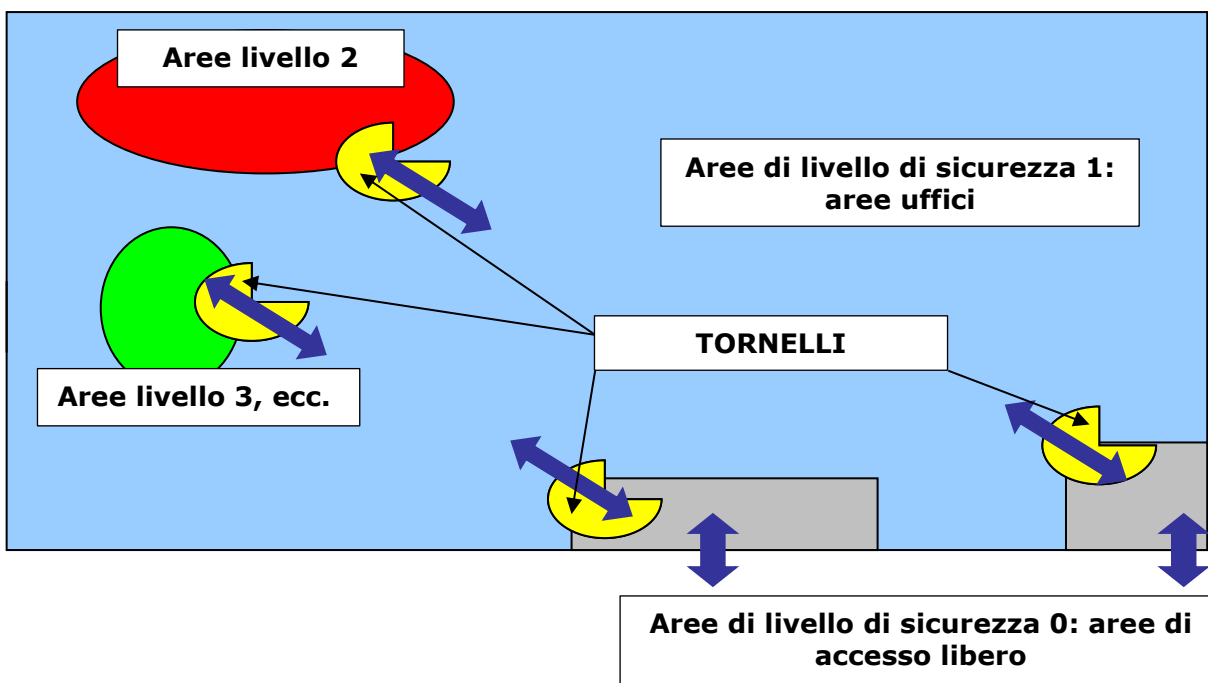 Aree livello 2
Aree di livello di sicurezza 1:
aree uffici
TORNELLI
Aree livello 3, ecc.
Aree di livello di sicurezza 0: aree di
accesso libero